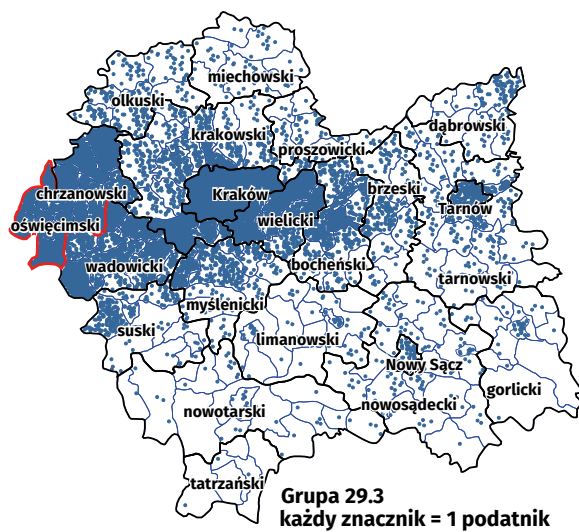 miechowski
olkuski
krakowski
dąbrowski
proszowicki
chrzanowski
Kraków
brzeski
Tarnów
oświęcimski
wielicki
wadowicki
bocheński
tarnowski
myślenicki
suski
limanowski
Nowy Sącz
gorlicki
nowotarski
nowosądecki
tatrzański
Grupa 29.3
każdy znacznik = 1 podatnik